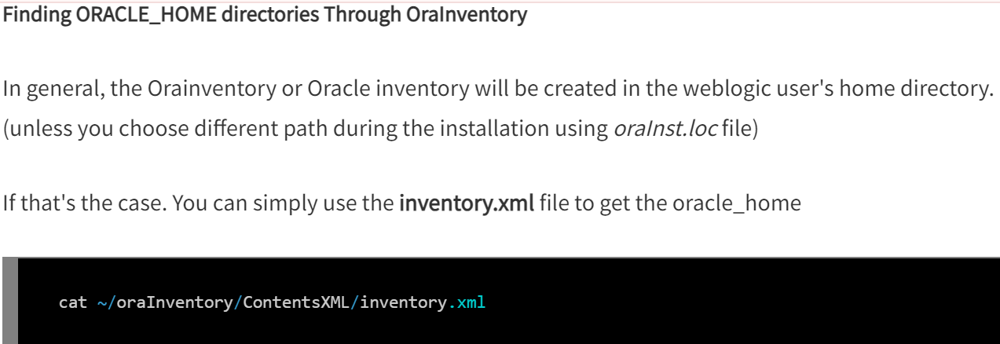 Finding ORACLE_HOME directories Through OraInventory
In general, the Orainventory or Oracle inventory will be created in the weblogic user's home directory.
(unless you choose different path during the installation using oraInst.loc file)
If that's the case. You can simply use the inventory.xml file to get the oracle_home
cat ~/oraInventory/ContentsXML/inventory.xml